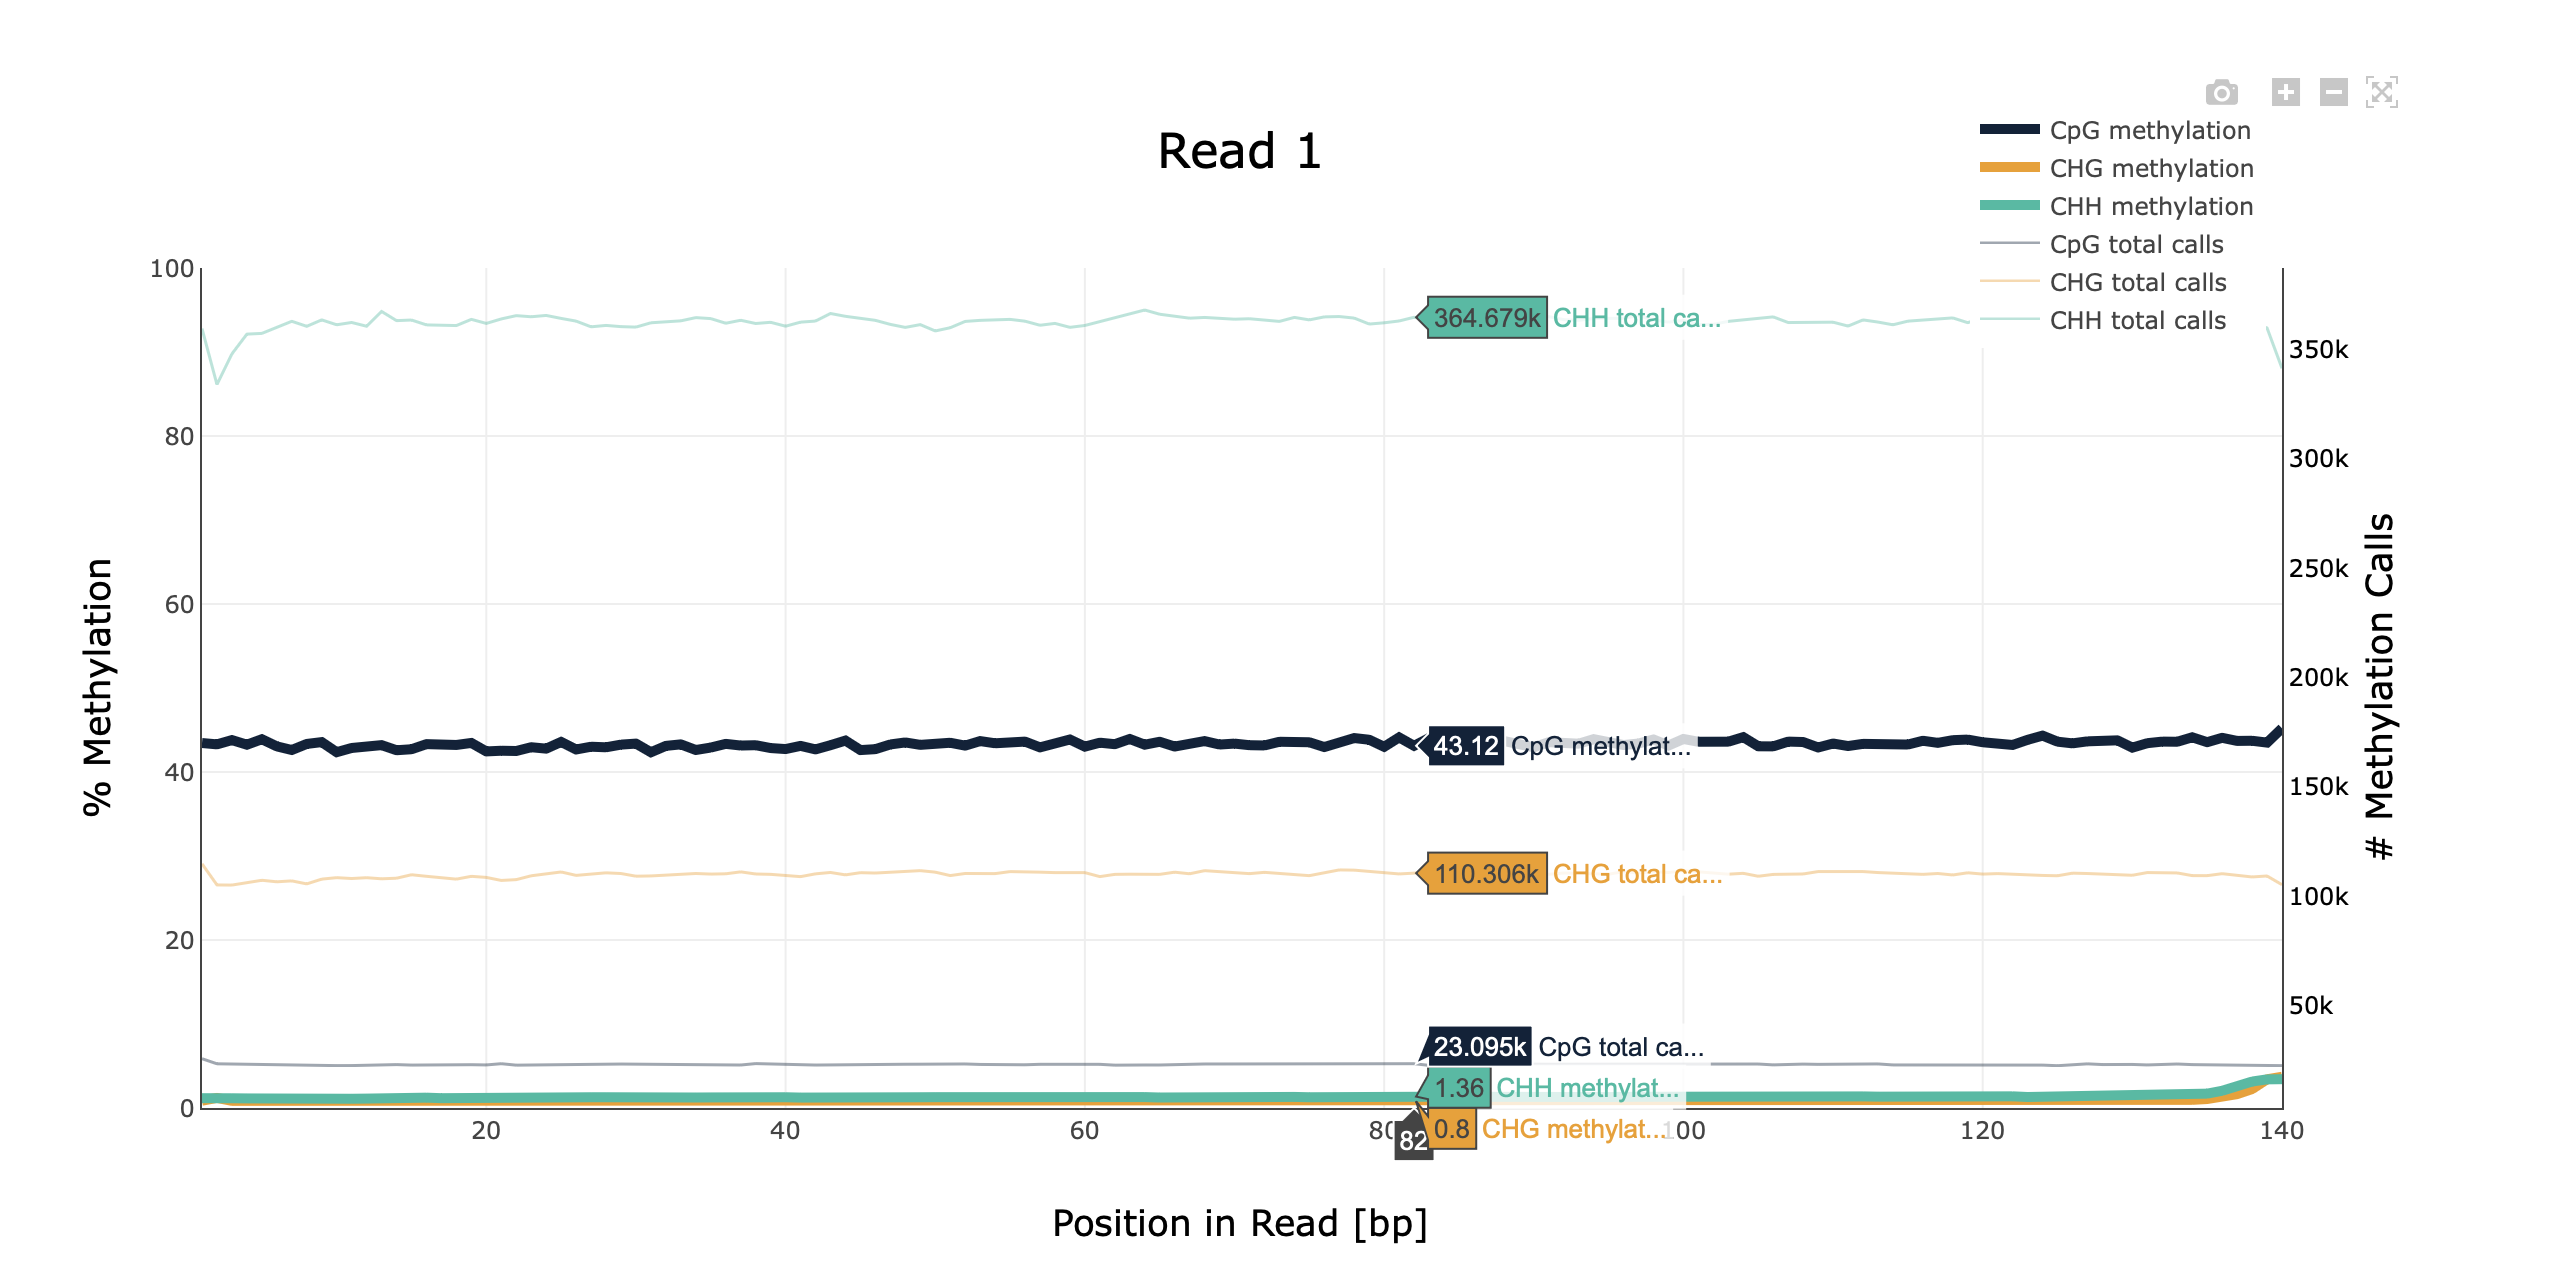 Read 1
CpG methylation
CHG methylation
CHH methylation
CpG total calls
CHG total calls
CHH total calls
% Methylation
100
80
60
40
20
0
364.679k CHH total ca...
43.12 CpG methylat...
110.306k CHG total ca...
23.095k CpG total ca...
1.36 CHH methylat...
0.8 CHG methylat...
82
350k
300k
250k
200k
150k
100k
50k
# Methylation Calls
20 40 60 80 100 120 140
Position in Read [bp]